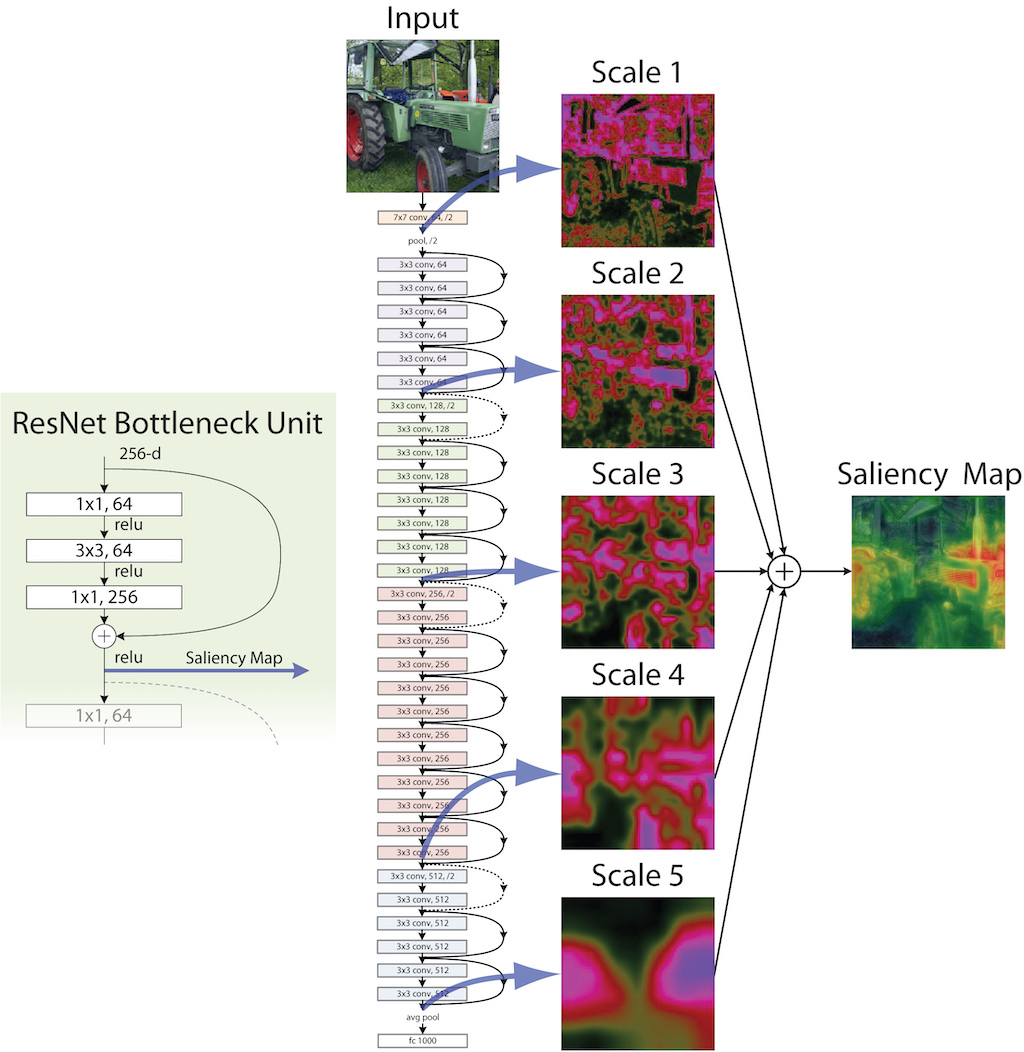 Input
7x7 conv, 64, /2
pool, /2
3x3 conv, 64
3x3 conv, 64
3x3 conv, 64
3x3 conv, 64
3x3 conv, 64
3x3 conv, 64
3x3 conv, 128, /2
3x3 conv, 128
3x3 conv, 128
3x3 conv, 128
3x3 conv, 128
3x3 conv, 128
3x3 conv, 128
3x3 conv, 128
3x3 conv, 256, /2
3x3 conv, 256
3x3 conv, 256
3x3 conv, 256
3x3 conv, 256
3x3 conv, 256
3x3 conv, 256
3x3 conv, 256
3x3 conv, 256
3x3 conv, 256
3x3 conv, 256
3x3 conv, 256
3x3 conv, 512, /2
3x3 conv, 512
3x3 conv, 512
3x3 conv, 512
3x3 conv, 512
3x3 conv, 512
avg pool
fc 1000
ResNet Bottleneck Unit
256-d
1x1, 64
relu
3x3, 64
relu
1x1, 256
+
relu
Saliency Map
1x1, 64
Scale 1
Scale 2
Scale 3
Scale 4
Scale 5
+
Saliency Map